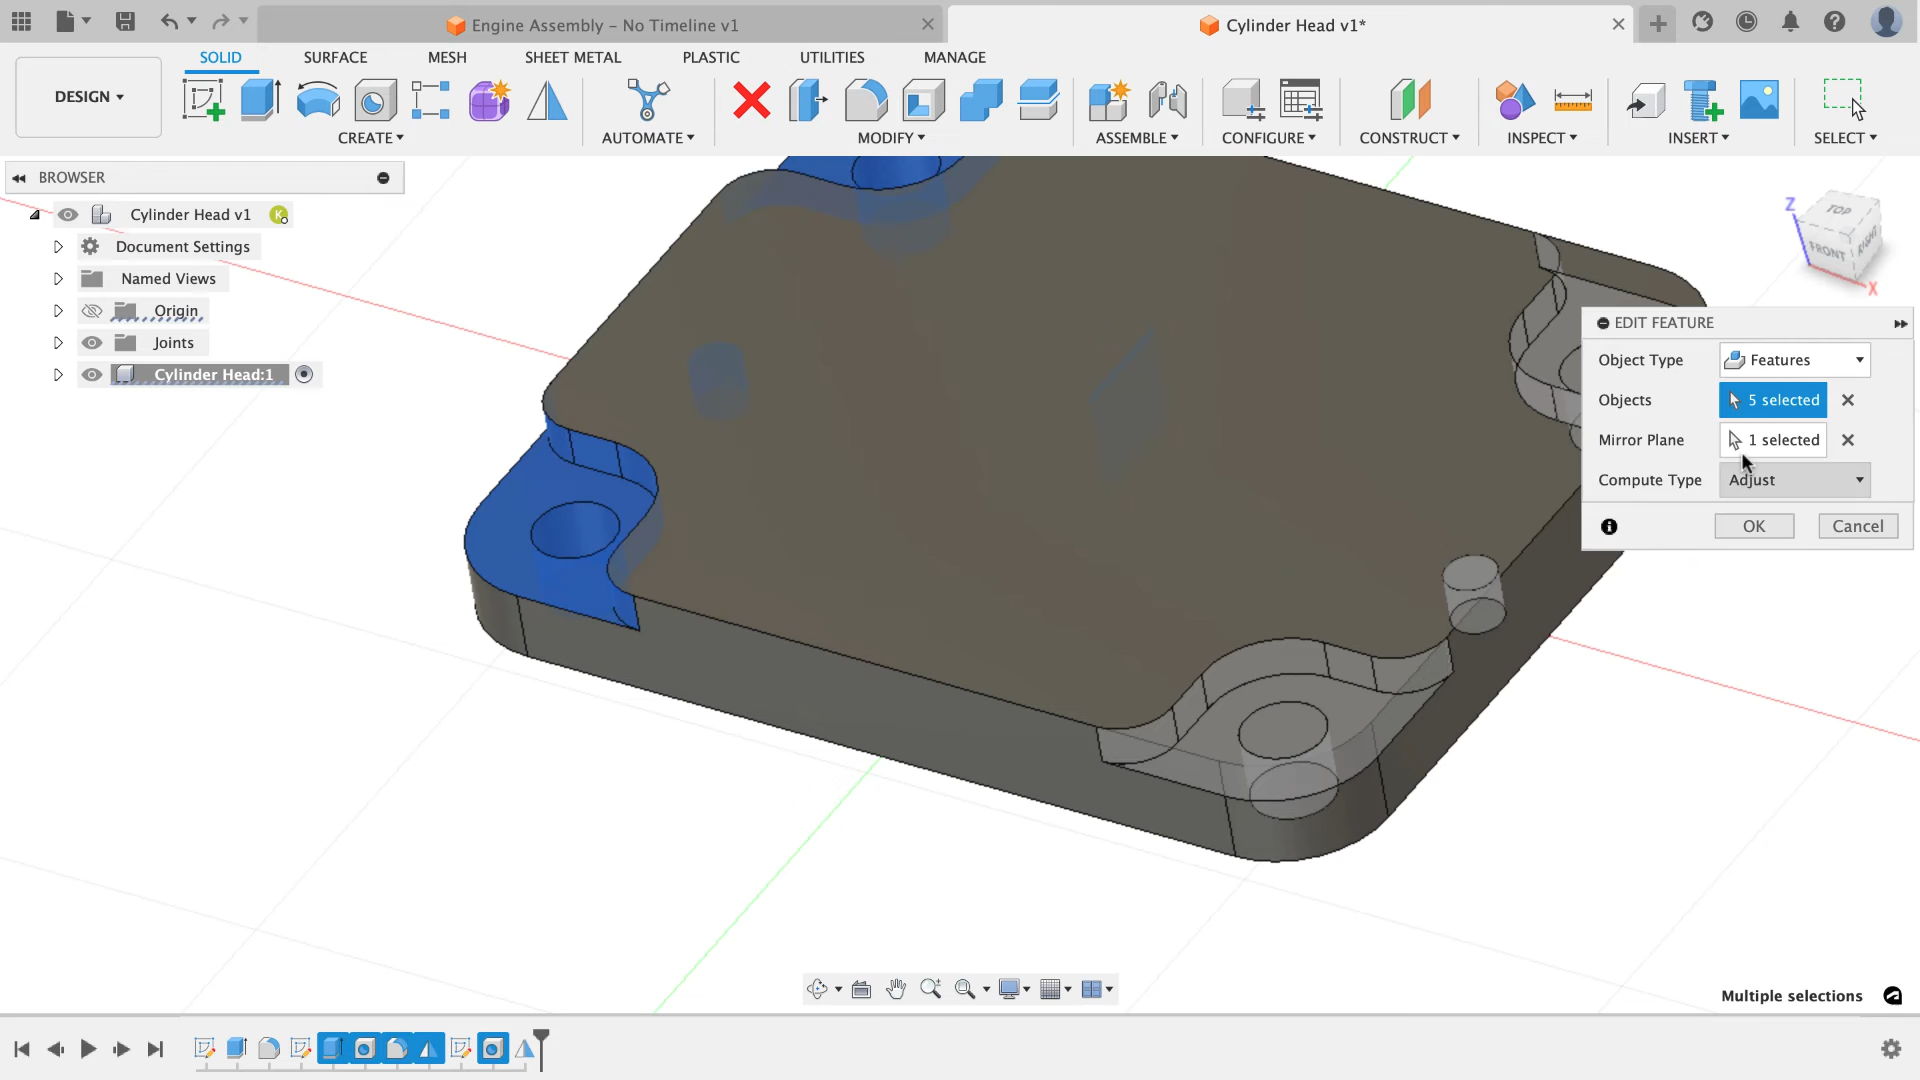 Engine Assembly – No Timeline v1
Cylinder Head v1*
DESIGN
SOLID
SURFACE
MESH
SHEET METAL
PLASTIC
UTILITIES
MANAGE
CREATE
AUTOMATE
MODIFY
ASSEMBLE
CONFIGURE
CONSTRUCT
INSPECT
INSERT
SELECT
BROWSER
Cylinder Head v1
K
Document Settings
Named Views
Origin
Joints
Cylinder Head:1
Z
TOP
FRONT
RIGHT
X
EDIT FEATURE
Object Type
Features
Objects
5 selected
Mirror Plane
1 selected
Compute Type
Adjust
OK
Cancel
Multiple selections